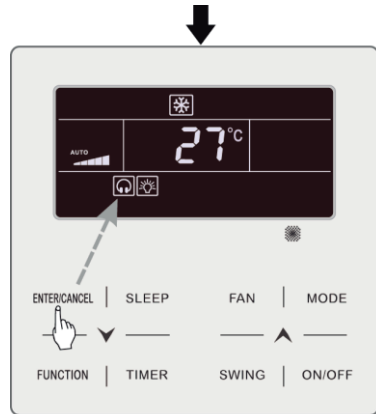 27°C
AUTO
ENTER/CANCEL SLEEP FAN MODE
FUNCTION TIMER SWING ON/OFF